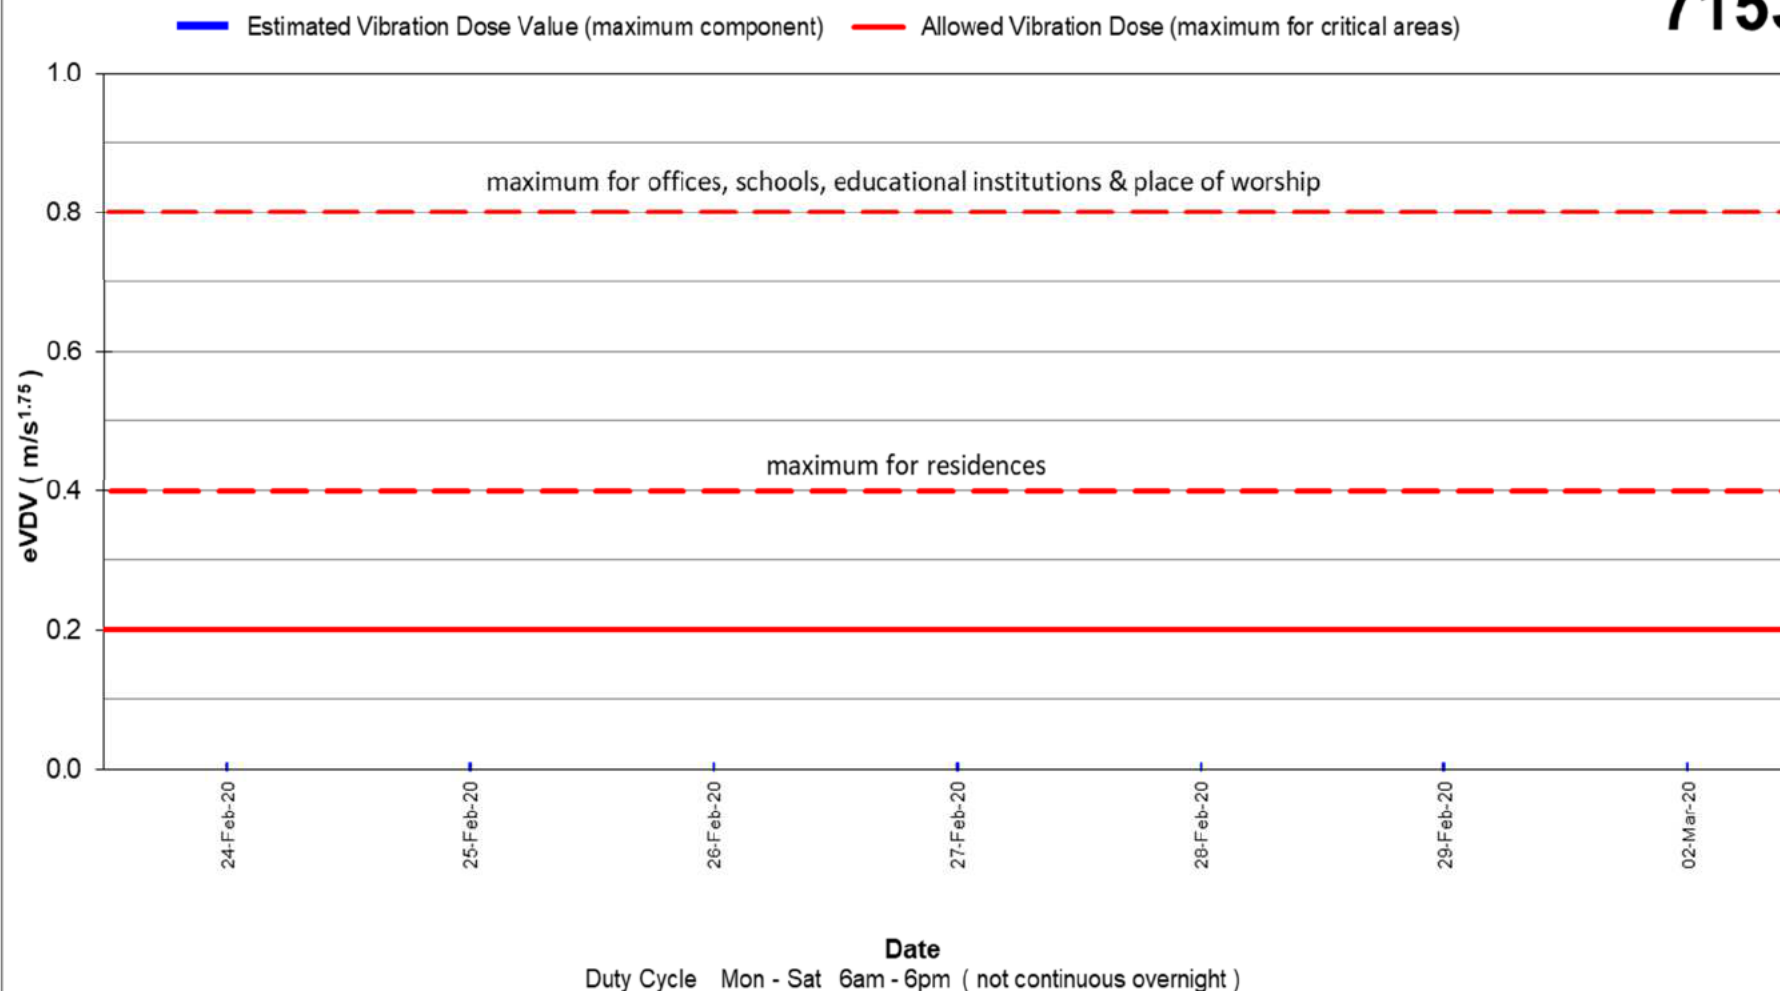 Estimated Vibration Dose Value (maximum component) Allowed Vibration Dose (maximum for critical areas)
1.0
maximum for offices, schools, educational institutions & place of worship
0.8
0.6
eVDV ( m/s1.75 )
maximum for residences
0.4
0.2
0.0
24-Feb-20 25-Feb-20 26-Feb-20 27-Feb-20 28-Feb-20 29-Feb-20 02-Mar-20
Date
Duty Cycle Mon - Sat 6am - 6pm ( not continuous overnight )